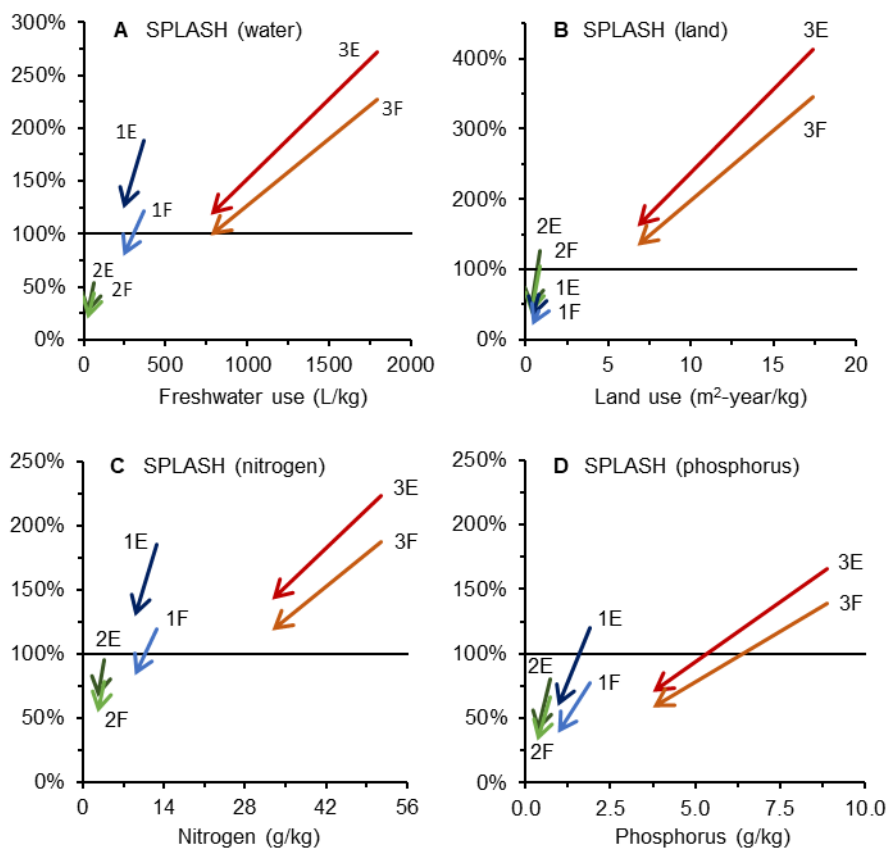 A SPLASH (water)
300%
250%
200%
150%
100%
50%
0%
3E
3F
1E
1F
2E
2F
0 500 1000 1500 2000
Freshwater use (L/kg)
B SPLASH (land)
400%
300%
200%
100%
0%
3E
3F
2E
2F
1E
1F
0 5 10 15 20
Land use (m²-year/kg)
C SPLASH (nitrogen)
250%
200%
150%
100%
50%
0%
3E
3F
1E
1F
2E
2F
0 14 28 42 56
Nitrogen (g/kg)
D SPLASH (phosphorus)
250%
200%
150%
100%
50%
0%
3E
3F
1E
1F
2E
2F
0.0 2.5 5.0 7.5 10.0
Phosphorus (g/kg)